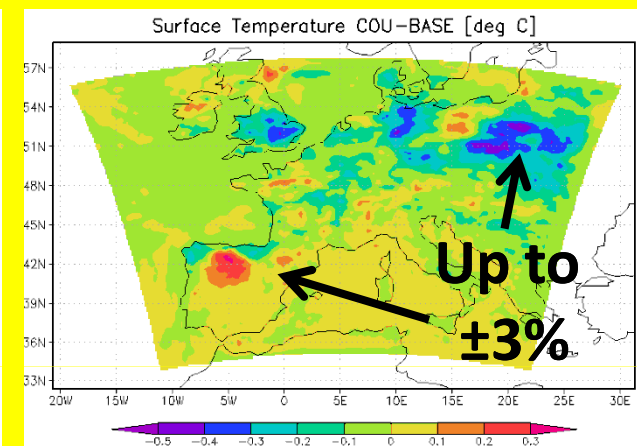 Surface Temperature COU-BASE [deg C]
57N
54N
51N
48N
45N
42N
39N
36N
33N
Up to
±3%
20W 15W 10W 5W 0 5E 10E 15E 20E 25E 30E
-0.5 -0.4 -0.3 -0.2 -0.1 0 0.1 0.2 0.3